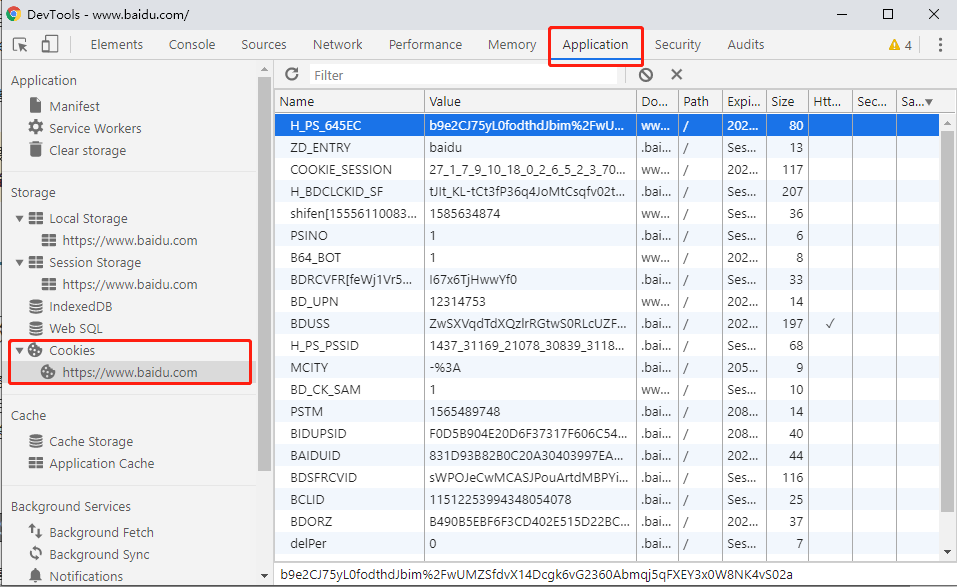 DevTools - www.baidu.com/
Elements Console Sources Network Performance Memory Application Security Audits 4
Application
Manifest
Service Workers
Clear storage
Storage
Local Storage
https://www.baidu.com
Session Storage
https://www.baidu.com
IndexedDB
Web SQL
Cookies
https://www.baidu.com
Cache
Cache Storage
Application Cache
Background Services
Background Fetch
Background Sync
Notifications
Filter
Name Value Do... Path Expi... Size Htt... Sec... Sa...▼
H_PS_645EC b9e2CJ75yL0fodthdJbim%2FwU... ww... / 202... 80
ZD_ENTRY baidu .bai... / Ses... 13
COOKIE_SESSION 27_1_7_9_10_18_0_2_6_5_2_3_70... ww... / 202... 117
H_BDCLCKID_SF tJIt_KL-tCt3fP36q4JoMtCsqfv02t... .bai... / Ses... 207
shifen[15556110083... 1585634874 ww... / Ses... 36
PSINO 1 .bai... / Ses... 6
B64_BOT 1 ww... / 202... 8
BDRCVFR[feWj1Vr5... I67x6TjHwwYf0 .bai... / Ses... 33
BD_UPN 12314753 ww... / 202... 14
BDUSS ZwSXVqdTdXQzlrRGtwS0RLcUZF... .bai... / 202... 197 ✓
H_PS_PSSID 1437_31169_21078_30839_3118... .bai... / Ses... 68
MCITY -%3A .bai... / 205... 9
BD_CK_SAM 1 ww... / Ses... 10
PSTM 1565489748 .bai... / 208... 14
BIDUPSID F0D5B904E20D6F37317F606C54... .bai... / 208... 40
BAIDUID 831D93B82B0C20A30403997EA... .bai... / 202... 44
BDSFRCVID sWPOJeCwMCASJPouArtdMBPYi... .bai... / Ses... 116
BCLID 11512253994348054078 .bai... / Ses... 25
BDORZ B490B5EBF6F3CD402E515D22BC... .bai... / 202... 37
delPer 0 .bai... / Ses... 7
b9e2CJ75yL0fodthdJbim%2FwUMZSfdvX14Dcgk6vG2360Abmqj5qFXEY3x0W8NK4vS02a